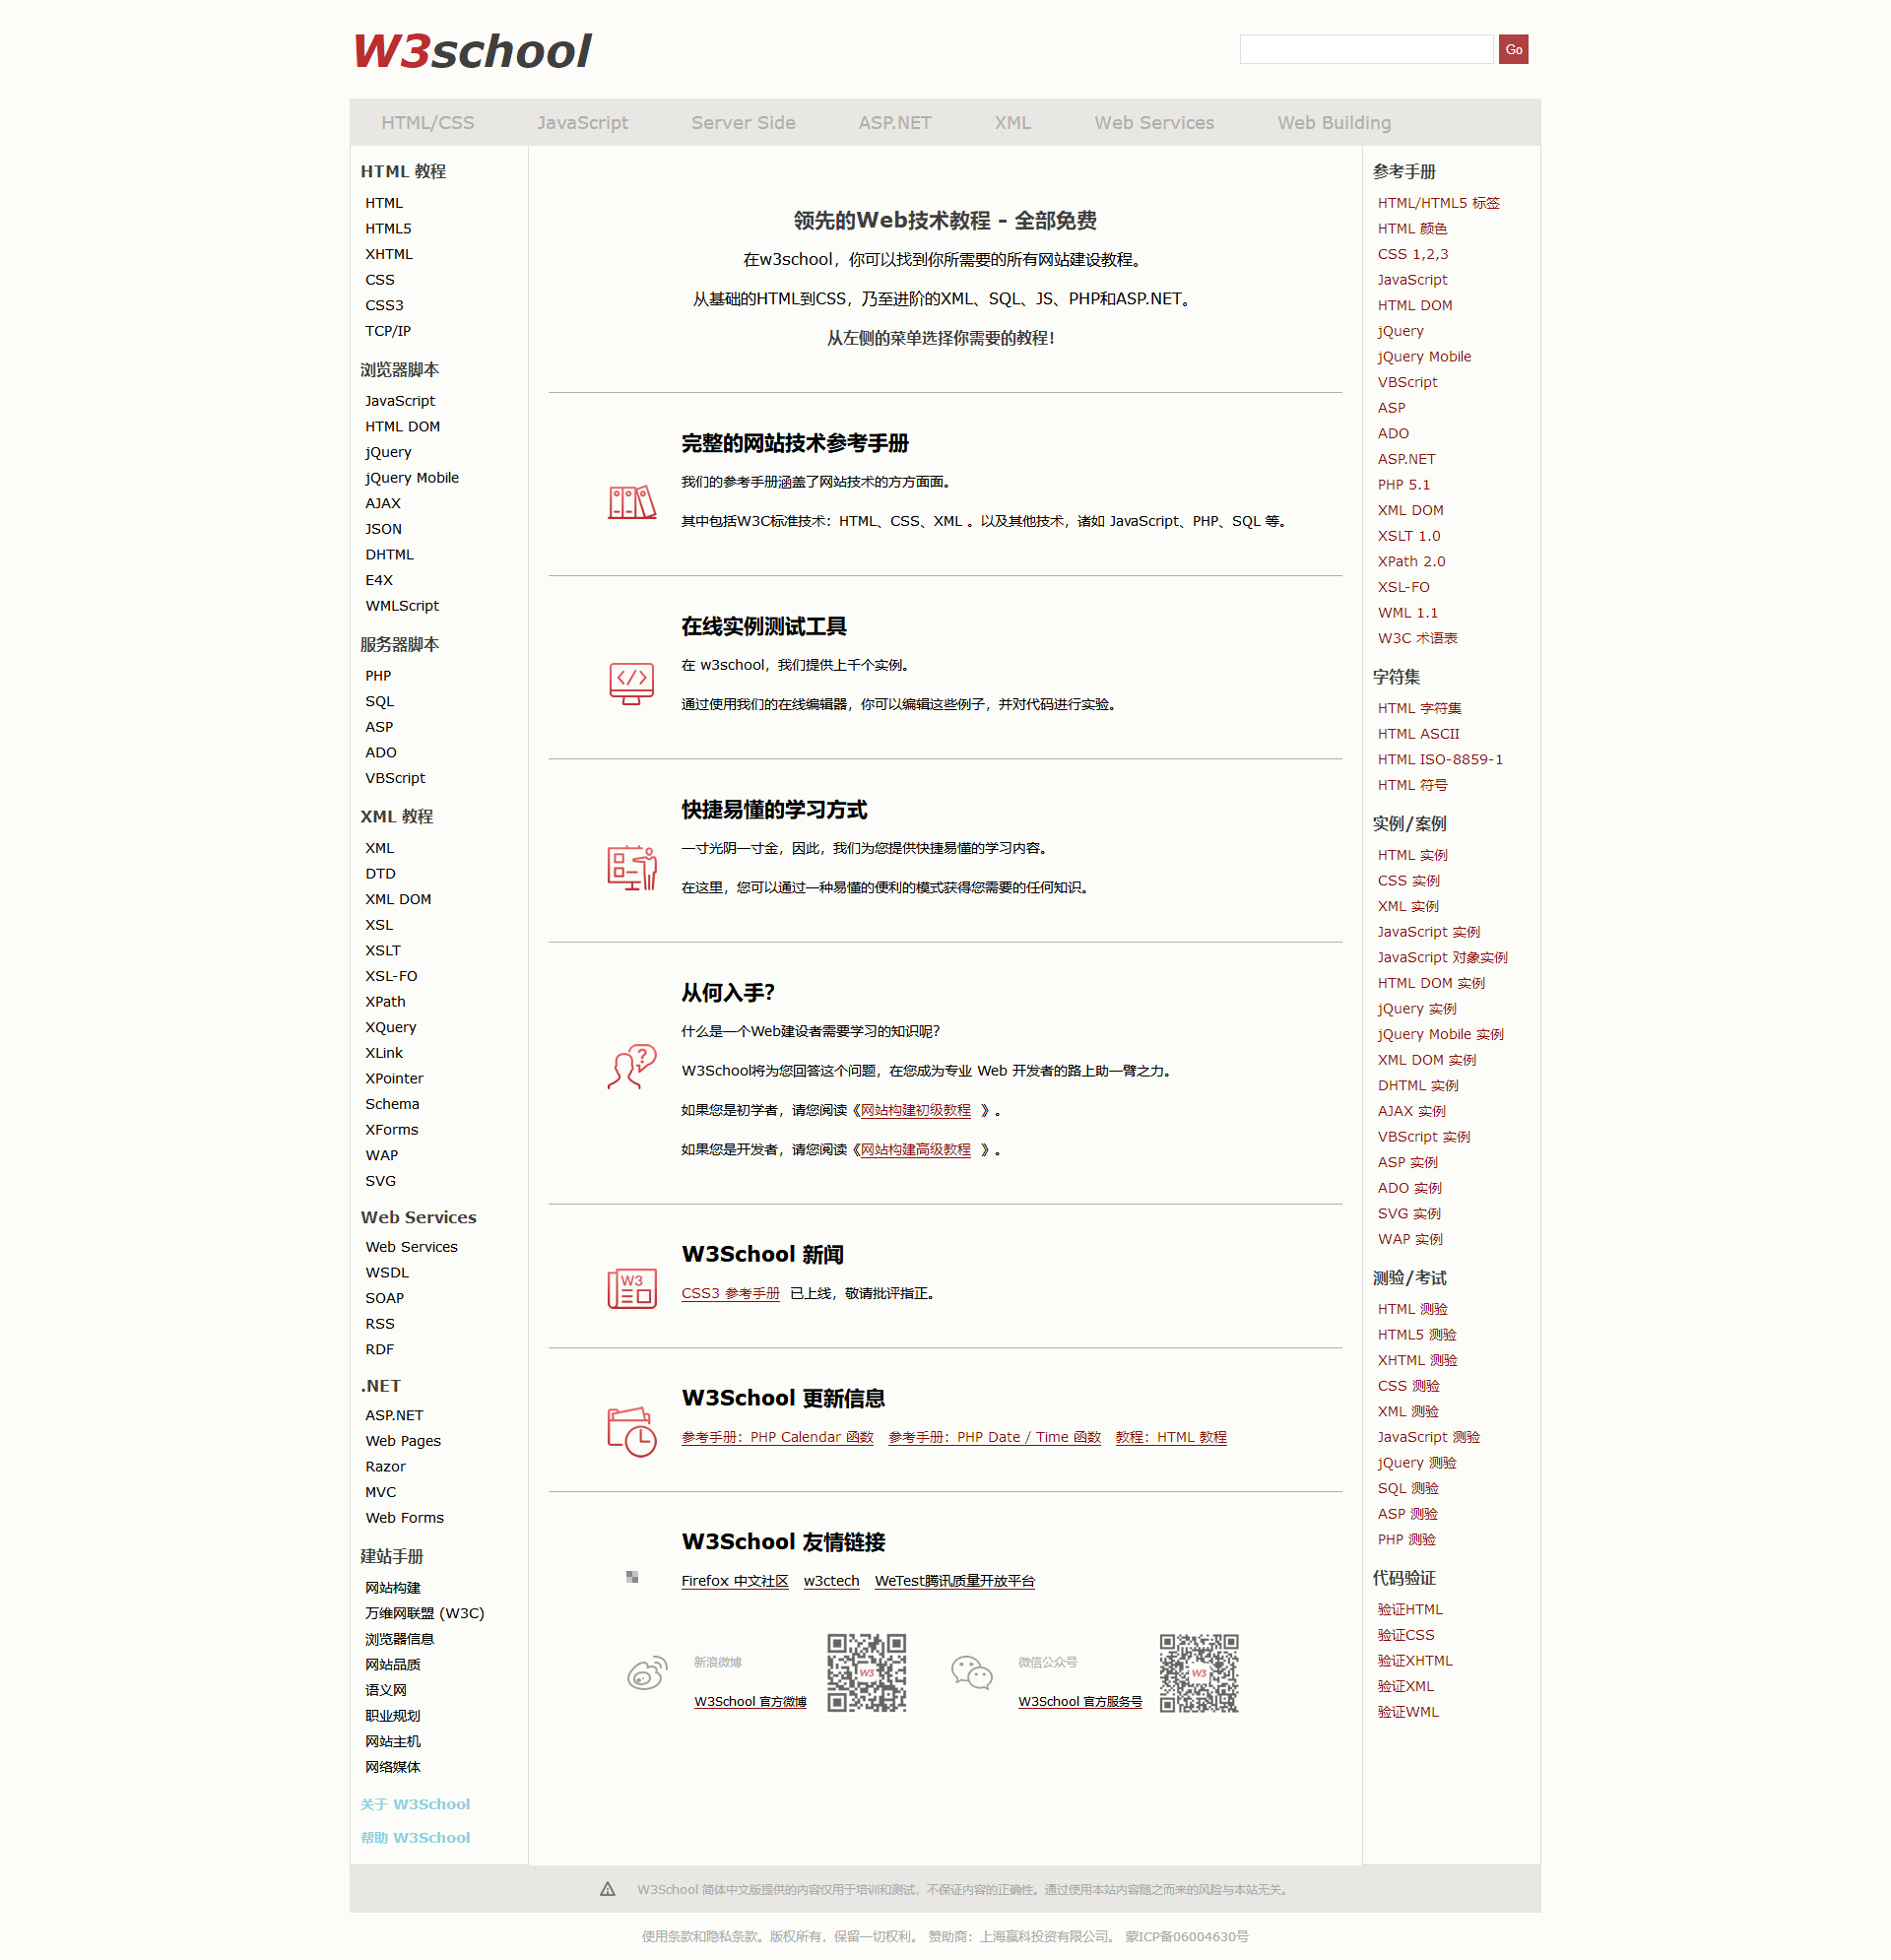 W3school
Go
HTML/CSS
JavaScript
Server Side
ASP.NET
XML
Web Services
Web Building
HTML 教程
HTML
HTML5
XHTML
CSS
CSS3
TCP/IP
浏览器脚本
JavaScript
HTML DOM
jQuery
jQuery Mobile
AJAX
JSON
DHTML
E4X
WMLScript
服务器脚本
PHP
SQL
ASP
ADO
VBScript
XML 教程
XML
DTD
XML DOM
XSL
XSLT
XSL-FO
XPath
XQuery
XLink
XPointer
Schema
XForms
WAP
SVG
Web Services
Web Services
WSDL
SOAP
RSS
RDF
.NET
ASP.NET
Web Pages
Razor
MVC
Web Forms
建站手册
网站构建
万维网联盟 (W3C)
浏览器信息
网站品质
语义网
职业规划
网站主机
网络媒体
关于 W3School
帮助 W3School
领先的Web技术教程 – 全部免费
在w3school，你可以找到你所需要的所有网站建设教程。
从基础的HTML到CSS，乃至进阶的XML、SQL、JS、PHP和ASP.NET。
从左侧的菜单选择你需要的教程！
完整的网站技术参考手册
我们的参考手册涵盖了网站技术的方方面面。
其中包括W3C标准技术：HTML、CSS、XML 。以及其他技术，诸如 JavaScript、PHP、SQL 等。
在线实例测试工具
在 w3school，我们提供上千个实例。
通过使用我们的在线编辑器，你可以编辑这些例子，并对代码进行实验。
快捷易懂的学习方式
一寸光阴一寸金，因此，我们为您提供快捷易懂的学习内容。
在这里，您可以通过一种易懂的便利的模式获得您需要的任何知识。
从何入手？
什么是一个Web建设者需要学习的知识呢？
W3School将为您回答这个问题，在您成为专业 Web 开发者的路上助一臂之力。
如果您是初学者，请您阅读《网站构建初级教程 》。
如果您是开发者，请您阅读《网站构建高级教程 》。
W3School 新闻
W3
CSS3 参考手册 已上线，敬请批评指正。
W3School 更新信息
参考手册：PHP Calendar 函数 参考手册：PHP Date / Time 函数 教程：HTML 教程
W3School 友情链接
Firefox 中文社区 w3ctech WeTest腾讯质量开放平台
新浪微博
W3School 官方微博
W3
微信公众号
W3School 官方服务号
W3
参考手册
HTML/HTML5 标签
HTML 颜色
CSS 1,2,3
JavaScript
HTML DOM
jQuery
jQuery Mobile
VBScript
ASP
ADO
ASP.NET
PHP 5.1
XML DOM
XSLT 1.0
XPath 2.0
XSL-FO
WML 1.1
W3C 术语表
字符集
HTML 字符集
HTML ASCII
HTML ISO-8859-1
HTML 符号
实例/案例
HTML 实例
CSS 实例
XML 实例
JavaScript 实例
JavaScript 对象实例
HTML DOM 实例
jQuery 实例
jQuery Mobile 实例
XML DOM 实例
DHTML 实例
AJAX 实例
VBScript 实例
ASP 实例
ADO 实例
SVG 实例
WAP 实例
测验/考试
HTML 测验
HTML5 测验
XHTML 测验
CSS 测验
XML 测验
JavaScript 测验
jQuery 测验
SQL 测验
ASP 测验
PHP 测验
代码验证
验证HTML
验证CSS
验证XHTML
验证XML
验证WML
W3School 简体中文版提供的内容仅用于培训和测试，不保证内容的正确性。通过使用本站内容随之而来的风险与本站无关。
使用条款和隐私条款。版权所有，保留一切权利。 赞助商：上海赢科投资有限公司。 蒙ICP备06004630号